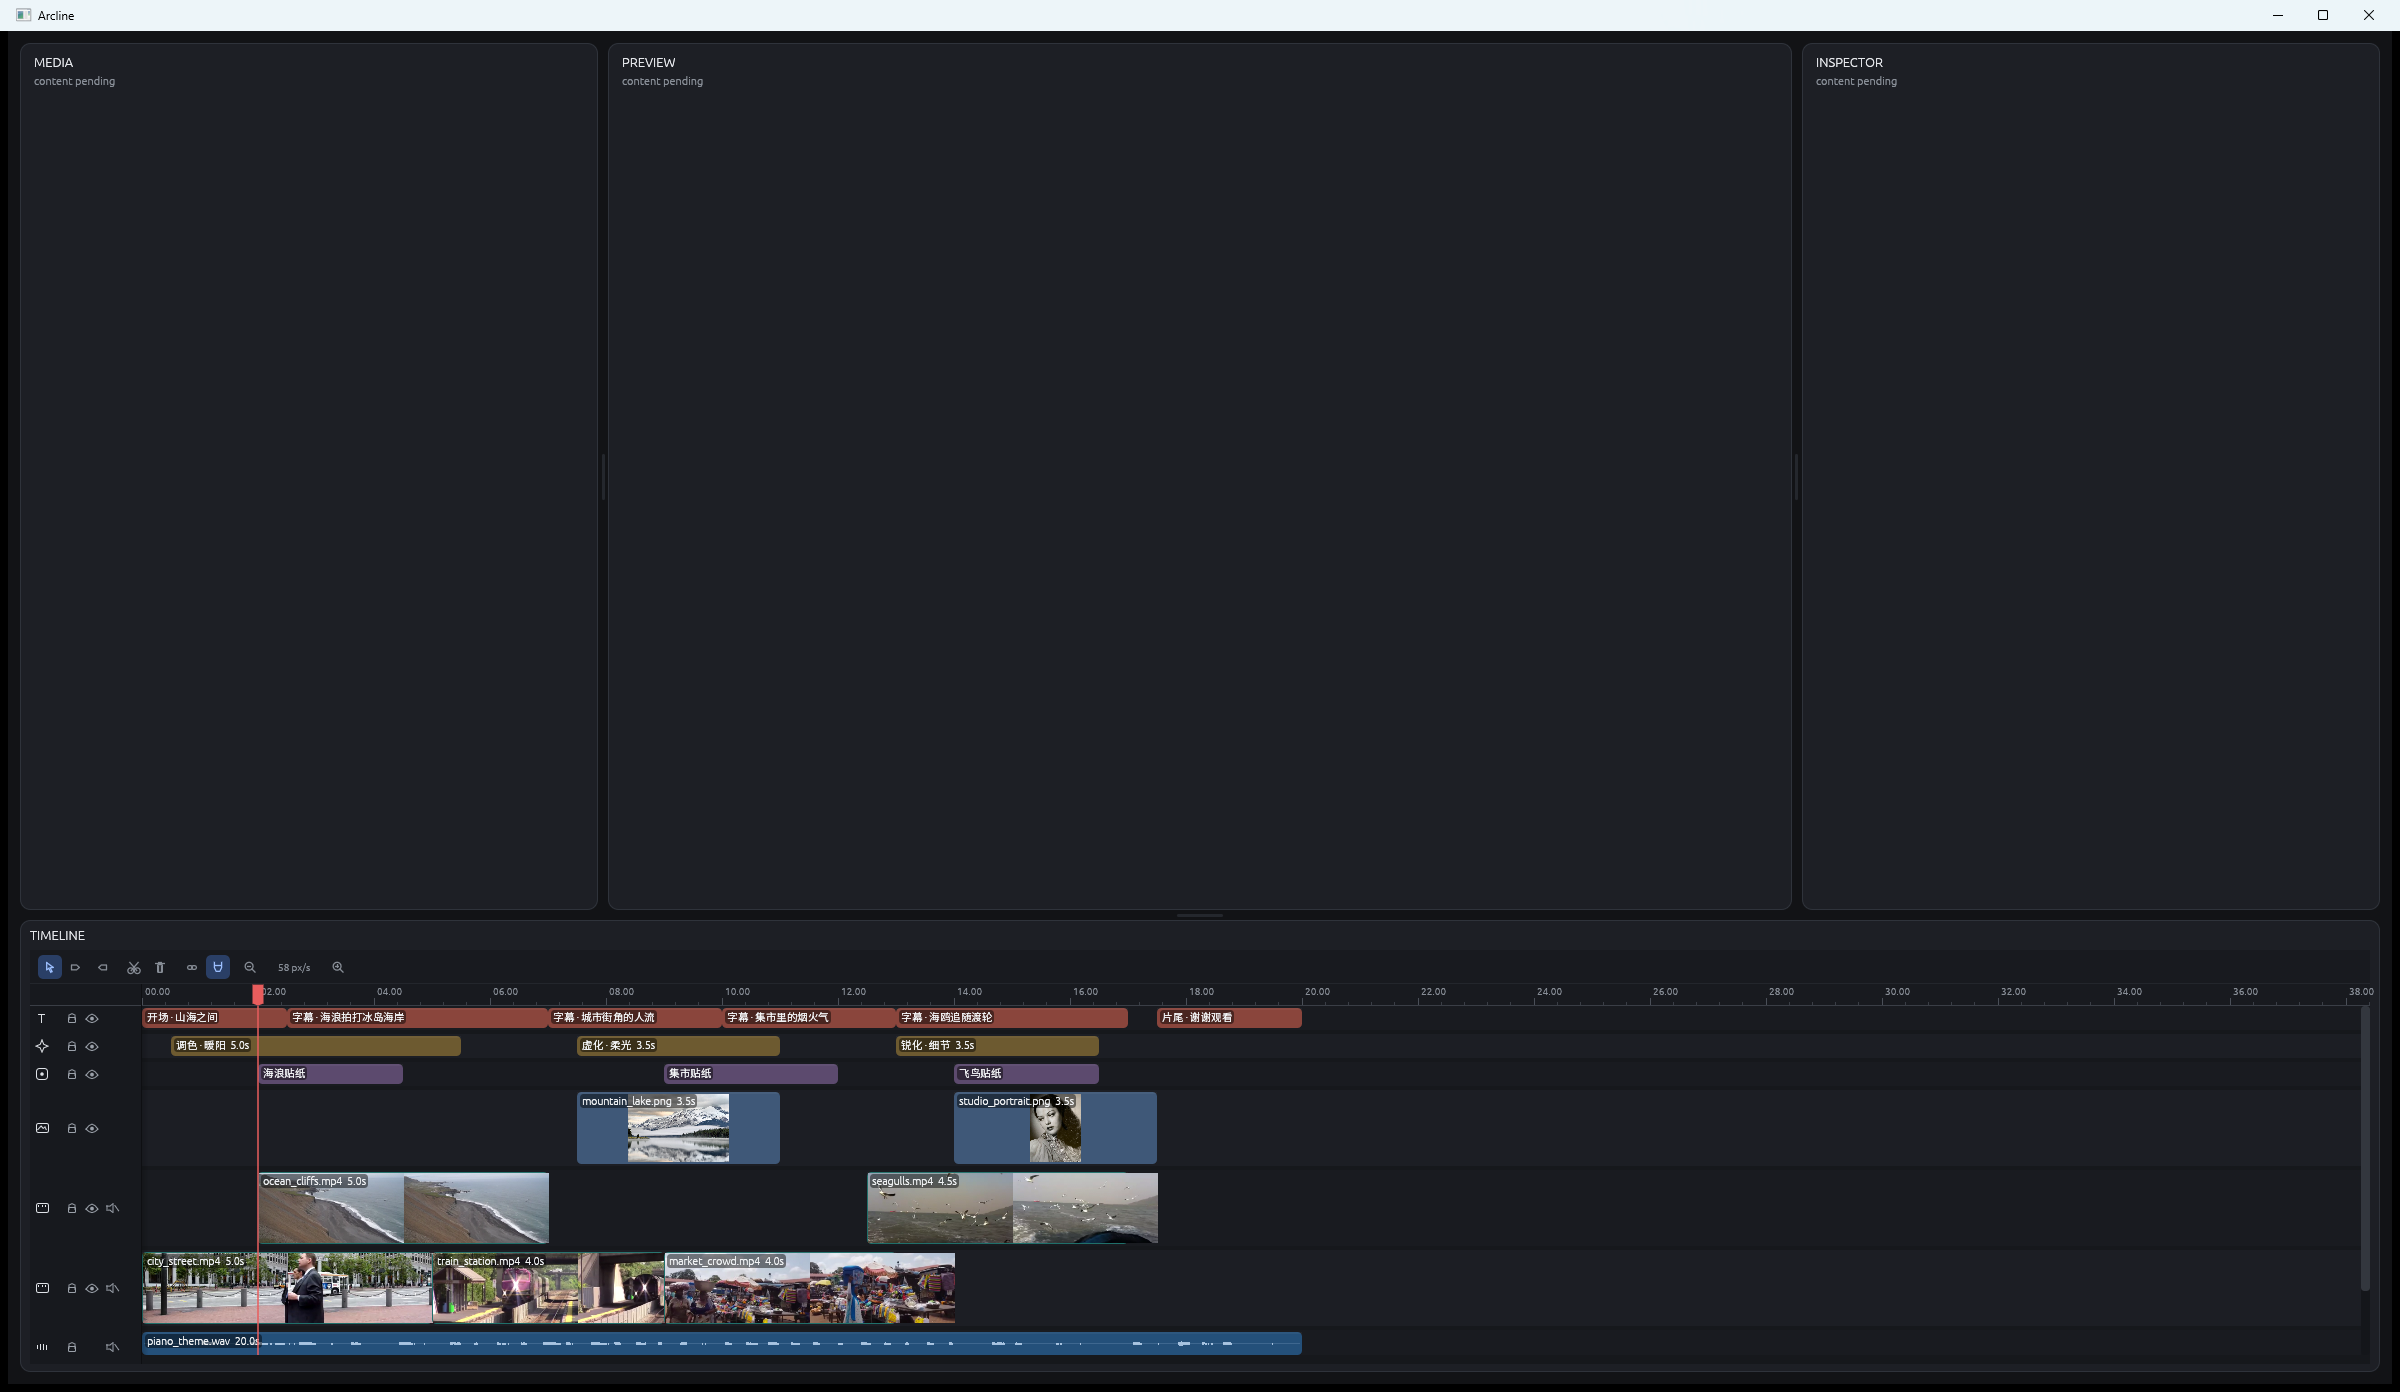 Arcline
MEDIA
content pending
PREVIEW
content pending
INSPECTOR
content pending
TIMELINE
58 px/s
00.00 02.00 04.00 06.00 08.00 10.00 12.00 14.00 16.00 18.00 20.00 22.00 24.00 26.00 28.00 30.00 32.00 34.00 36.00 38.00
T 开场·山海之间 字幕·海浪拍打冰岛海岸 字幕·城市街角的人流 字幕·集市里的烟火气 字幕·海鸥追随渡轮 片尾·谢谢观看
调色·暖阳 5.0s 虚化·柔光 3.5s 锐化·细节 3.5s
海浪贴纸 集市贴纸 飞鸟贴纸
mountain_lake.png 3.5s studio_portrait.png 3.5s
ocean_cliffs.mp4 5.0s seagulls.mp4 4.5s
city_street.mp4 5.0s train_station.mp4 4.0s market_crowd.mp4 4.0s
piano_theme.wav 20.0s